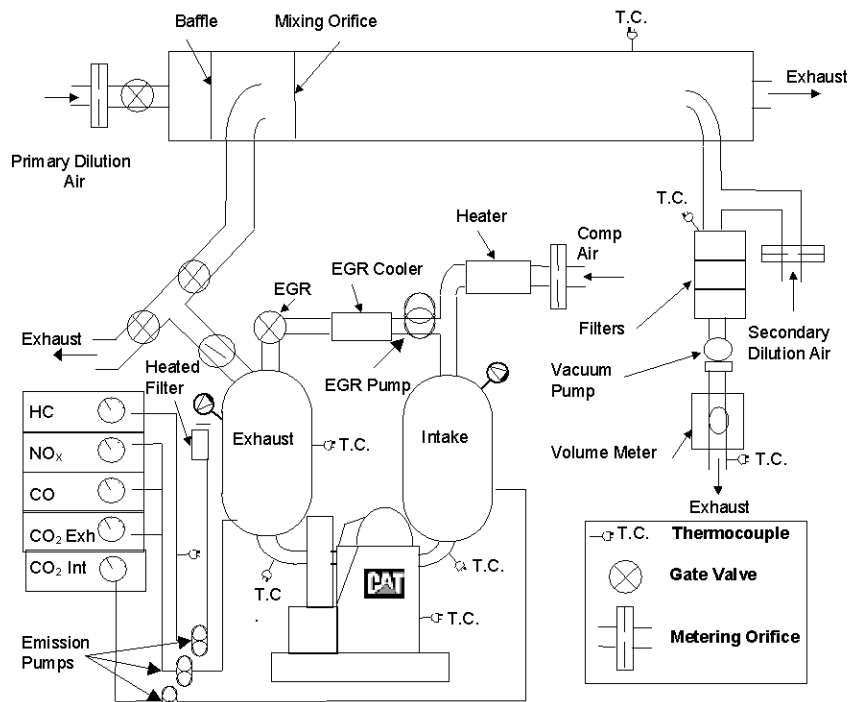 Baffle
Mixing Orifice
T.C.
Exhaust
Primary Dilution
Air
T.C.
Heater
Comp
Air
EGR
EGR Cooler
Exhaust
Heated
Filter
EGR Pump
Filters
Secondary
Dilution Air
Vacuum
Pump
HC
NOx
CO
CO2 Exh
CO2 Int
Exhaust
T.C.
Intake
Volume Meter
T.C.
Exhaust
T.C
.
T.C.
CAT
T.C.
Emission
Pumps
T.C. Thermocouple
Gate Valve
Metering Orifice